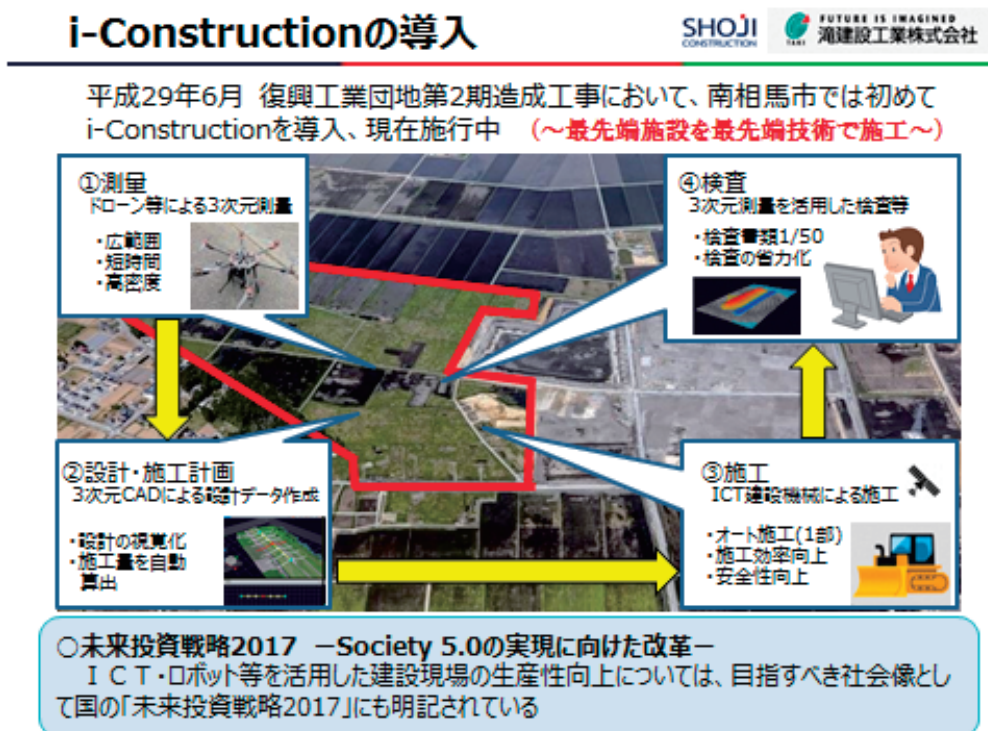 i-Constructionの導入
SHOJI
CONSTRUCTION
TAKI
FUTURE IS IMAGINED
滝建設工業株式会社
平成29年6月 復興工業団地第2期造成工事において、南相馬市では初めて
i-Constructionを導入、現在施行中 (~最先端施設を最先端技術で施工~)
①測量
ドローン等による3次元測量
・広範囲
・短時間
・高密度
④検査
3次元測量を活用した検査等
・検査書類1/50
・検査の省力化
②設計・施工計画
3次元CADによる設計データ作成
・設計の視覚化
・施工量を自動
算出
③施工
ICT建設機械による施工
・オート施工(1部)
・施工効率向上
・安全性向上
○未来投資戦略2017 -Society 5.0の実現に向けた改革-
ICT・ロボット等を活用した建設現場の生産性向上については、目指すべき社会像とし
て国の「未来投資戦略2017」にも明記されている